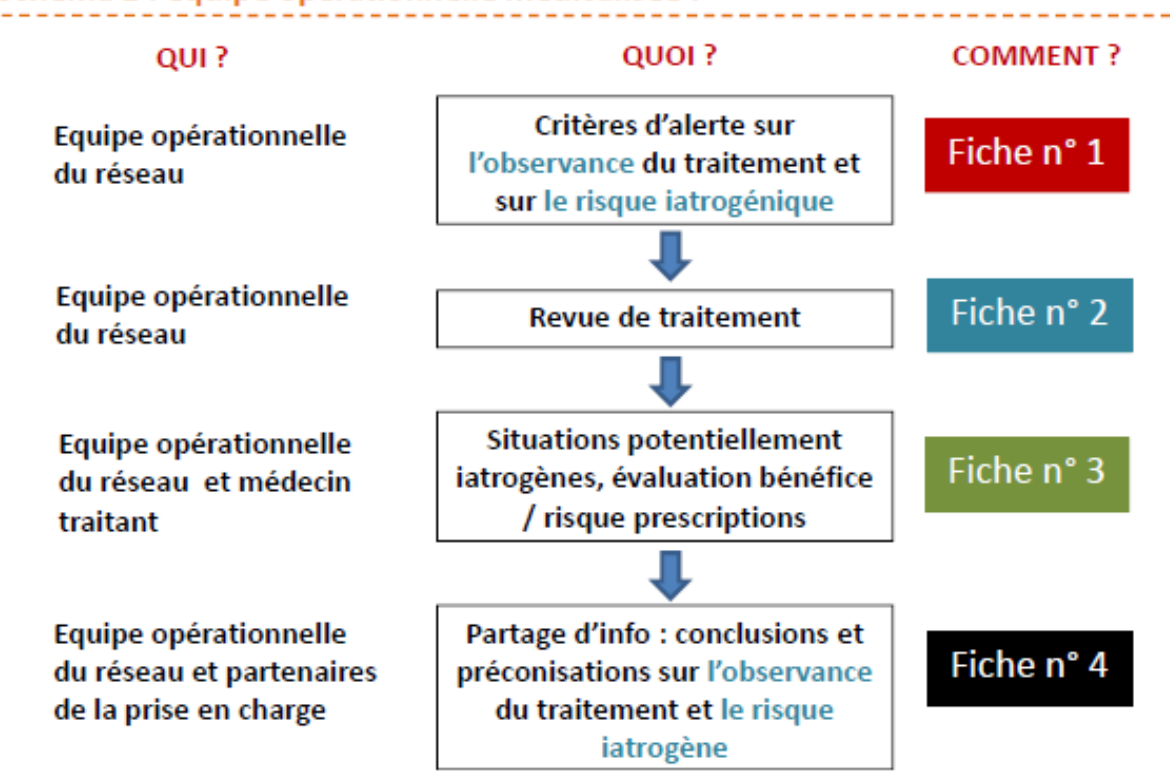 QUI ?
QUOI ?
COMMENT ?
Equipe opérationnelle
du réseau
Critères d’alerte sur
l’observance du traitement et
sur le risque iatrogénique
Fiche n° 1
Equipe opérationnelle
du réseau
Revue de traitement
Fiche n° 2
Equipe opérationnelle
du réseau et médecin
traitant
Situations potentiellement
iatrogènes, évaluation bénéfice
/ risque prescriptions
Fiche n° 3
Equipe opérationnelle
du réseau et partenaires
de la prise en charge
Partage d’info : conclusions et
préconisations sur l’observance
du traitement et le risque
iatrogène
Fiche n° 4